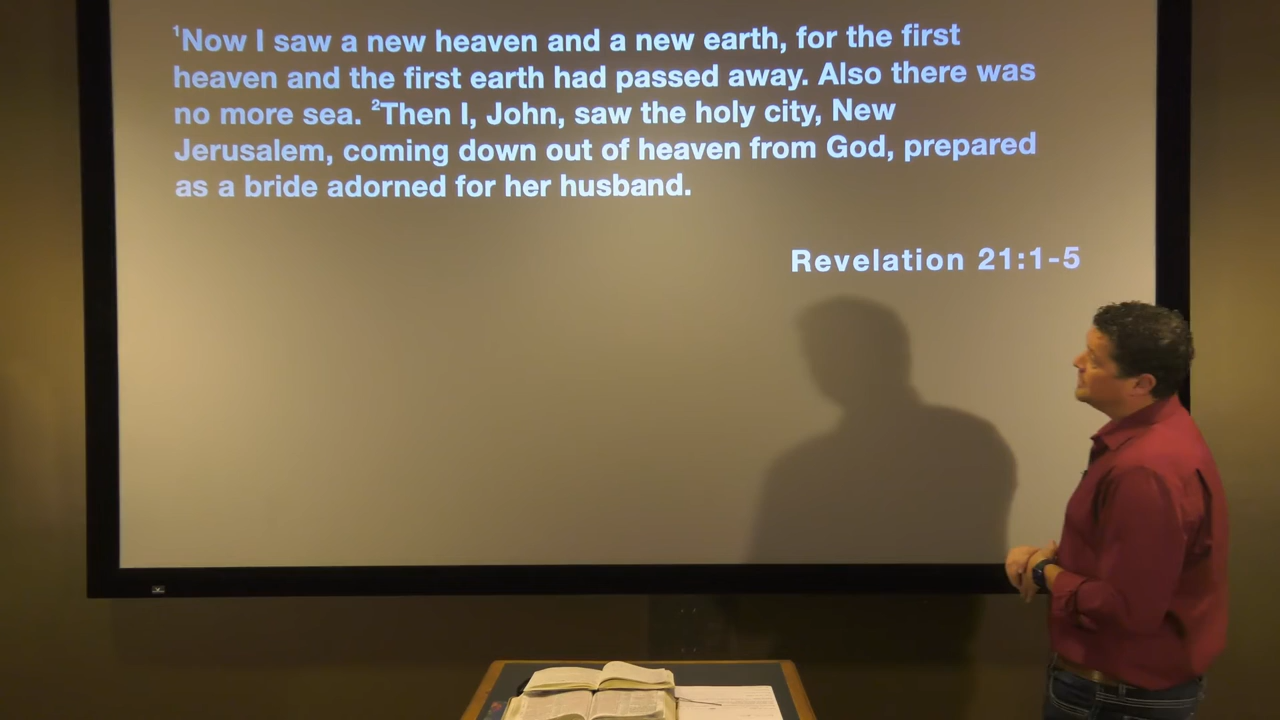 ¹Now I saw a new heaven and a new earth, for the first
heaven and the first earth had passed away. Also there was
no more sea. ²Then I, John, saw the holy city, New
Jerusalem, coming down out of heaven from God, prepared
as a bride adorned for her husband.
Revelation 21:1-5